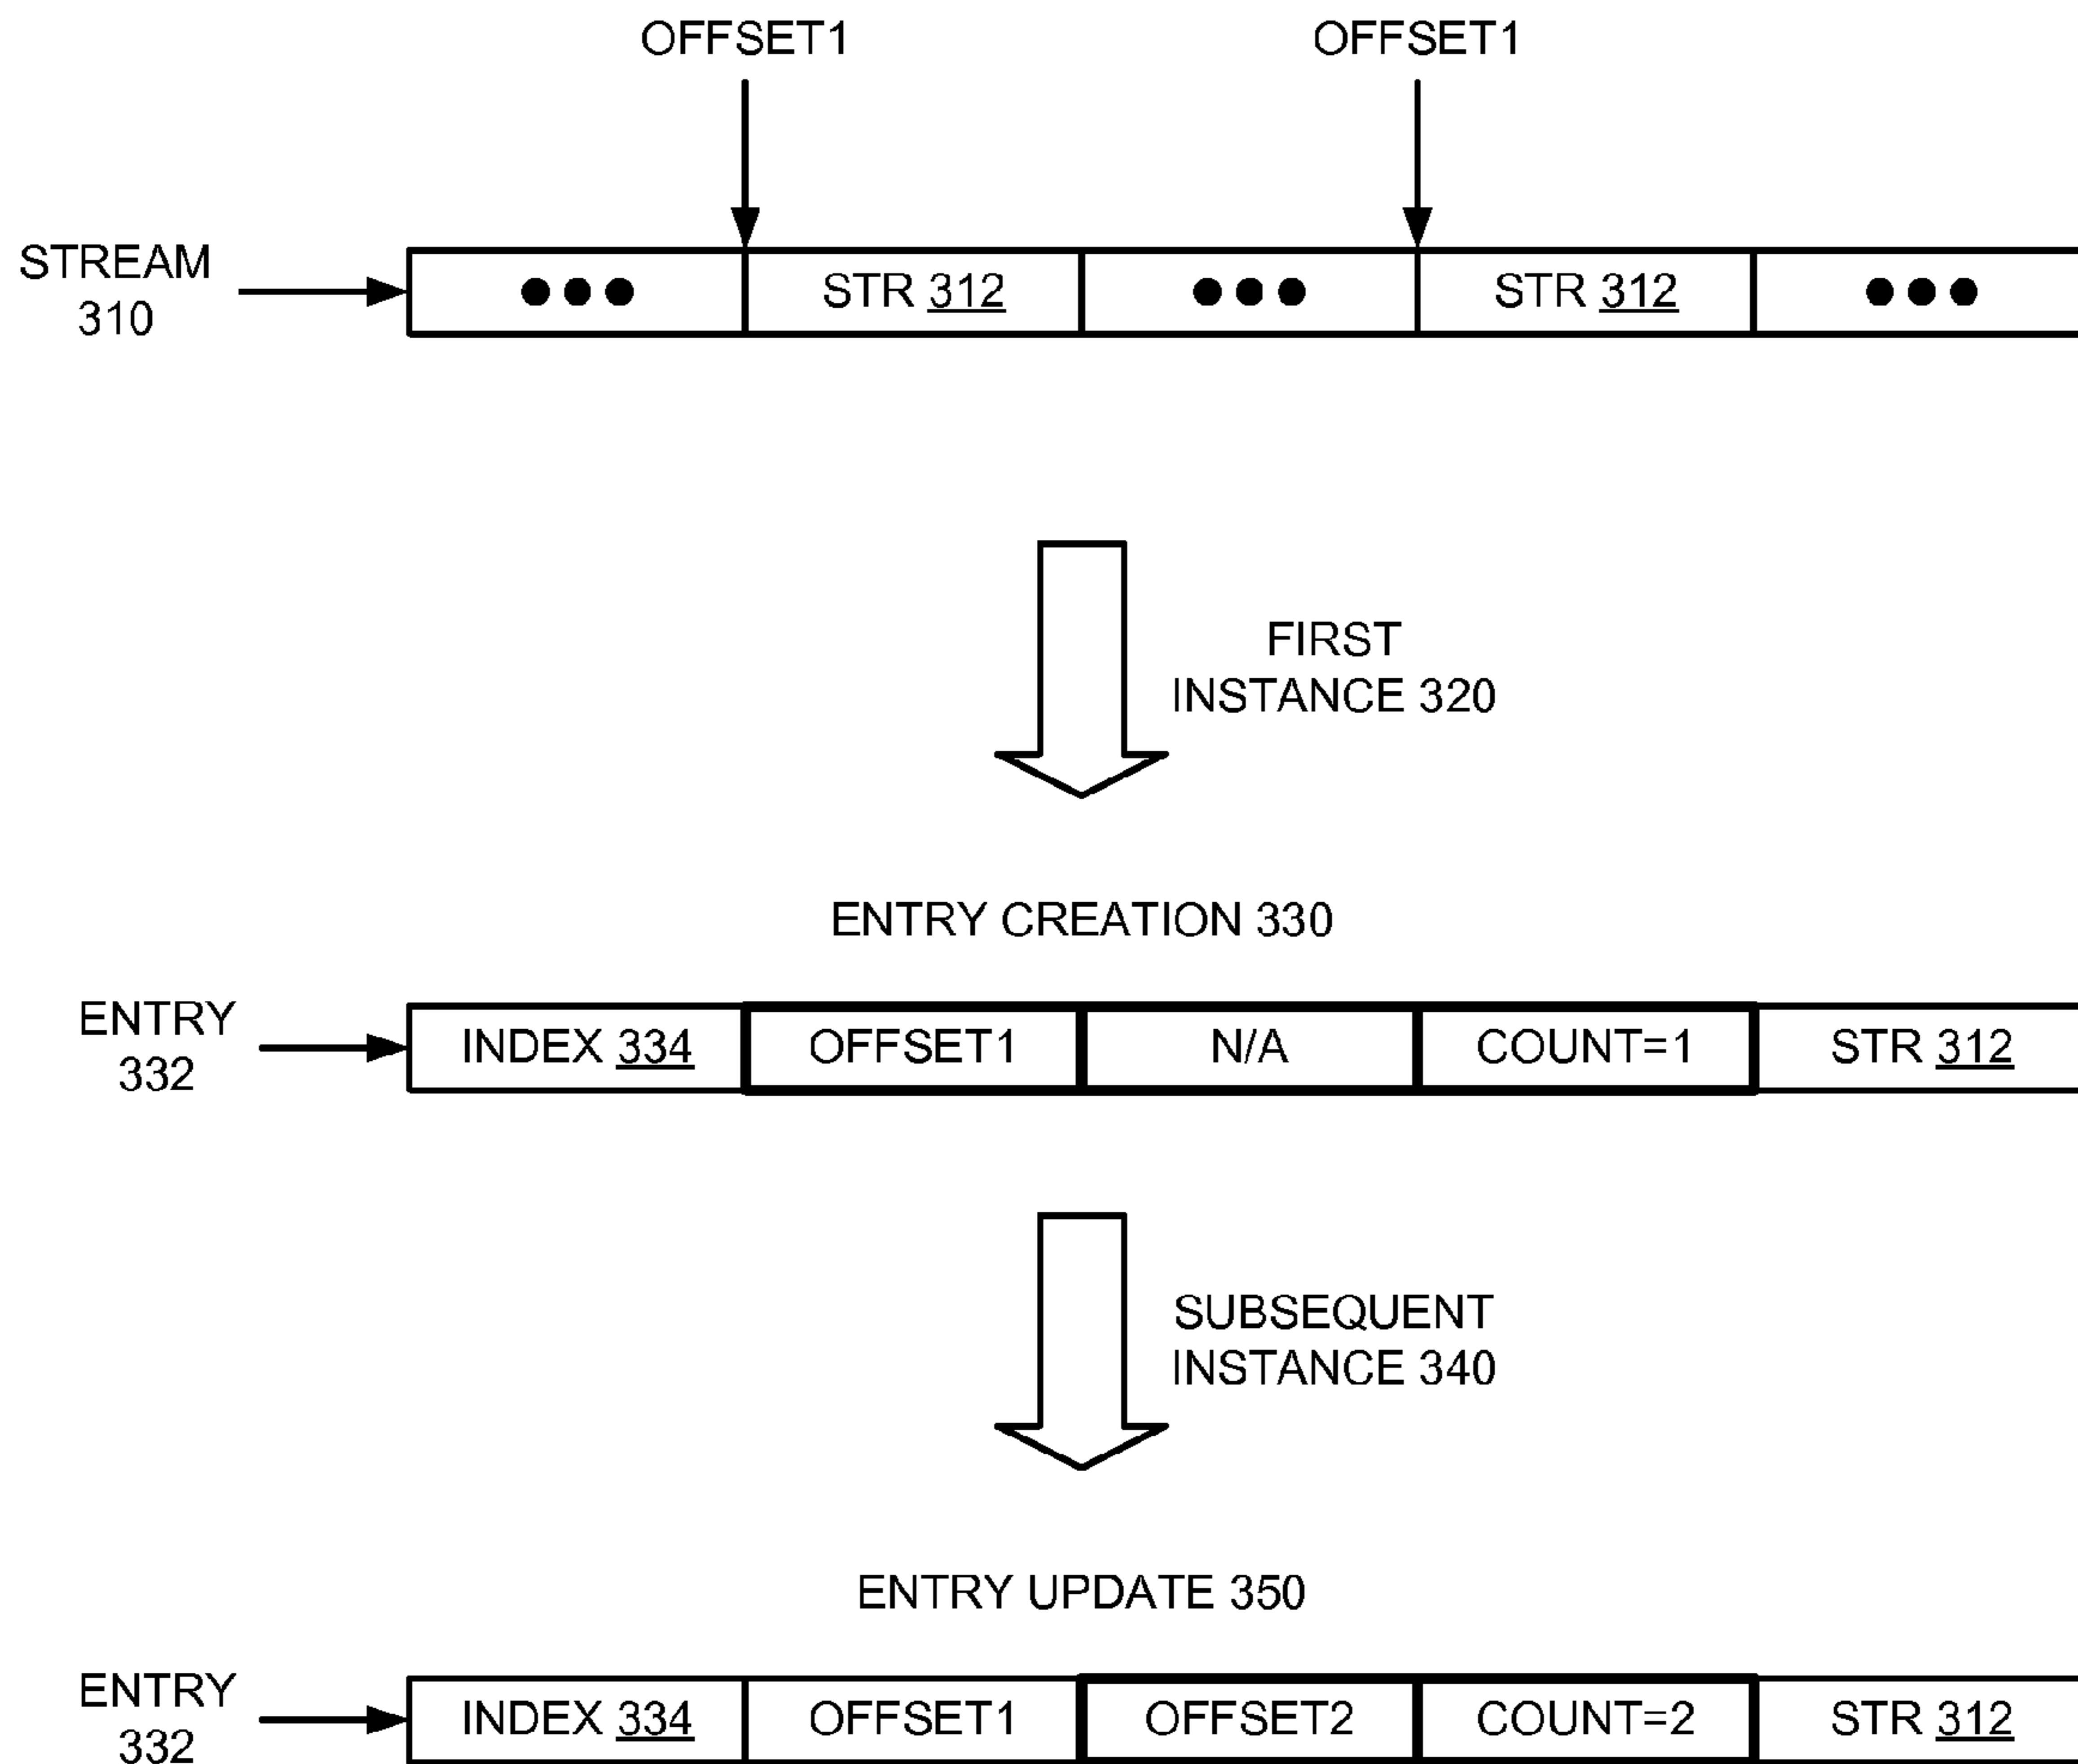 OFFSET1 OFFSET1
STREAM
310
STR 312 STR 312
FIRST
INSTANCE 320
ENTRY CREATION 330
ENTRY
332
INDEX 334 OFFSET1 N/A COUNT=1 STR 312
SUBSEQUENT
INSTANCE 340
ENTRY UPDATE 350
ENTRY
332
INDEX 334 OFFSET1 OFFSET2 COUNT=2 STR 312